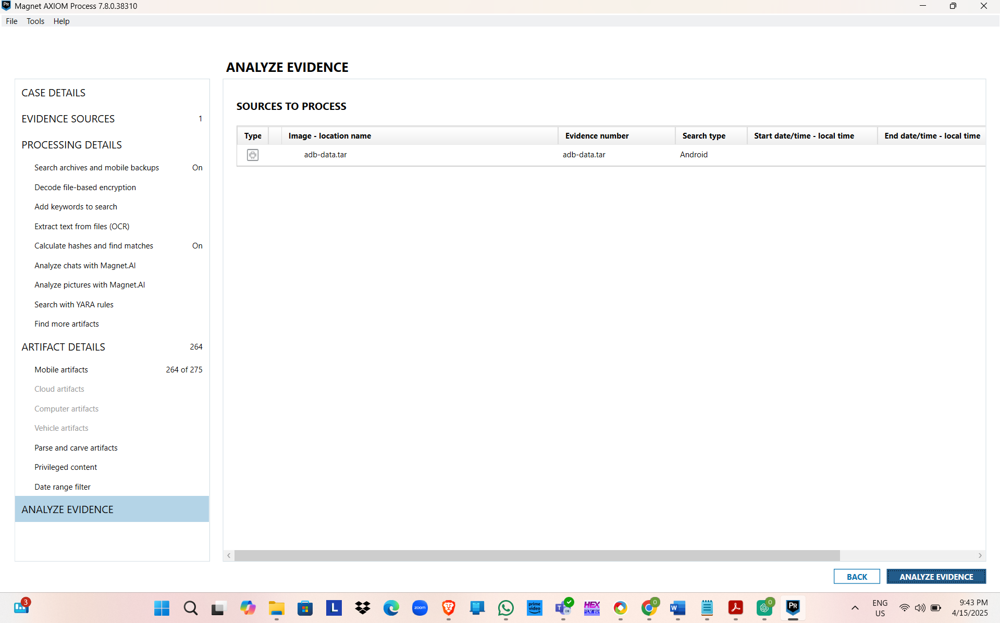 Magnet AXIOM Process 7.8.0.38310
File Tools Help
ANALYZE EVIDENCE
CASE DETAILS
EVIDENCE SOURCES 1
PROCESSING DETAILS
Search archives and mobile backups On
Decode file-based encryption
Add keywords to search
Extract text from files (OCR)
Calculate hashes and find matches On
Analyze chats with Magnet.AI
Analyze pictures with Magnet.AI
Search with YARA rules
Find more artifacts
ARTIFACT DETAILS 264
Mobile artifacts 264 of 275
Cloud artifacts
Computer artifacts
Vehicle artifacts
Parse and carve artifacts
Privileged content
Date range filter
ANALYZE EVIDENCE
SOURCES TO PROCESS
Type Image - location name Evidence number Search type Start date/time - local time End date/time - local time
adb-data.tar adb-data.tar Android
BACK ANALYZE EVIDENCE
3
L
zoom
prime video
T
HEX
0
W
0
PR
ENG
US
9:43 PM
4/15/2025